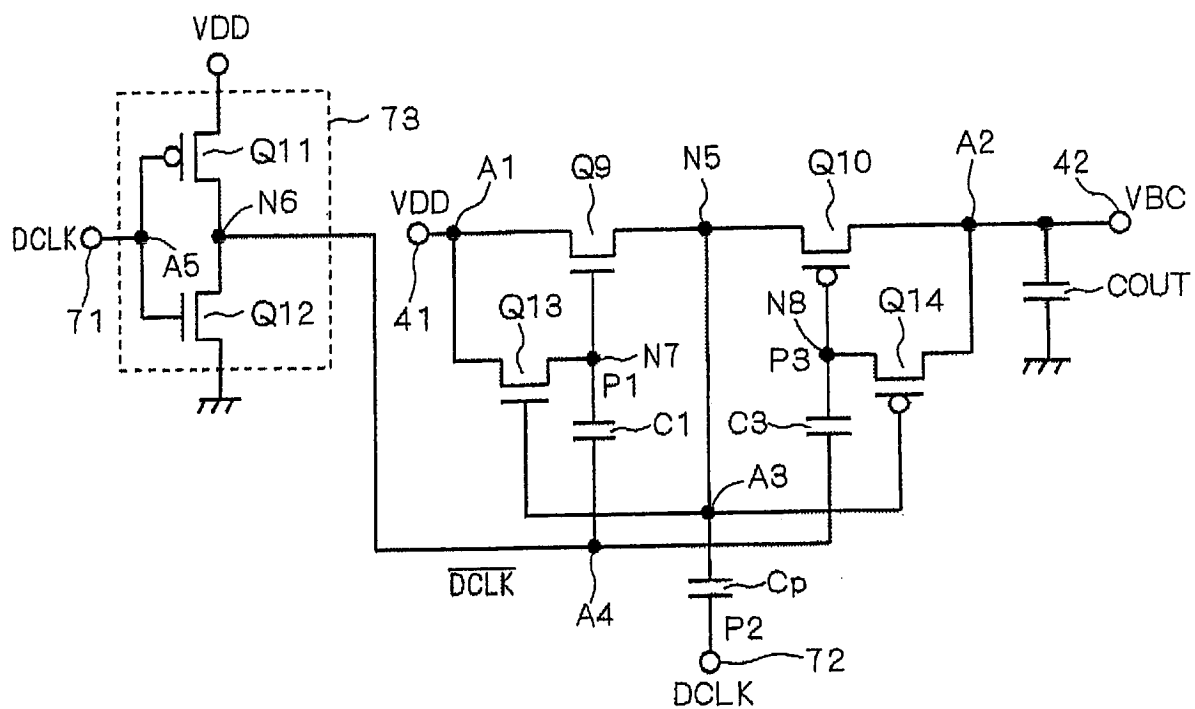 VDD
73
Q11
N6
DCLK
A5
71
Q12
VDD
A1
Q9
N5
Q10
A2
42
VBC
41
Q13
N7
P1
C1
N8
P3
Q14
COUT
C3
A3
DCLK
A4
Cp
P2
72
DCLK